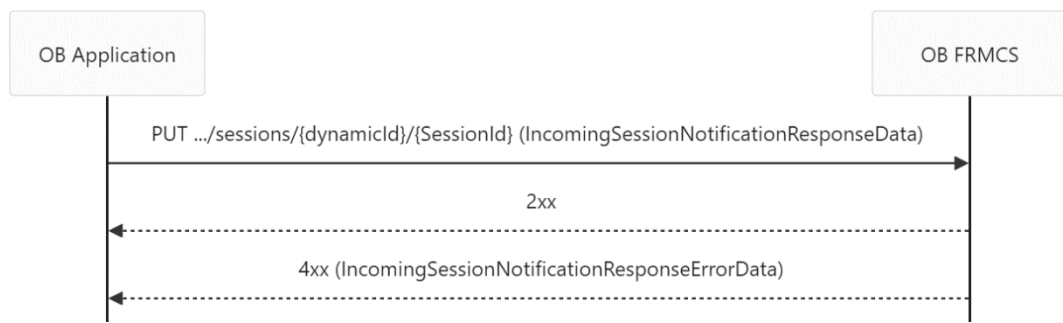 OB Application
OB FRMCS
PUT .../sessions/{dynamicId}/{SessionId} (IncomingSessionNotificationResponseData)
2xx
4xx (IncomingSessionNotificationResponseErrorData)